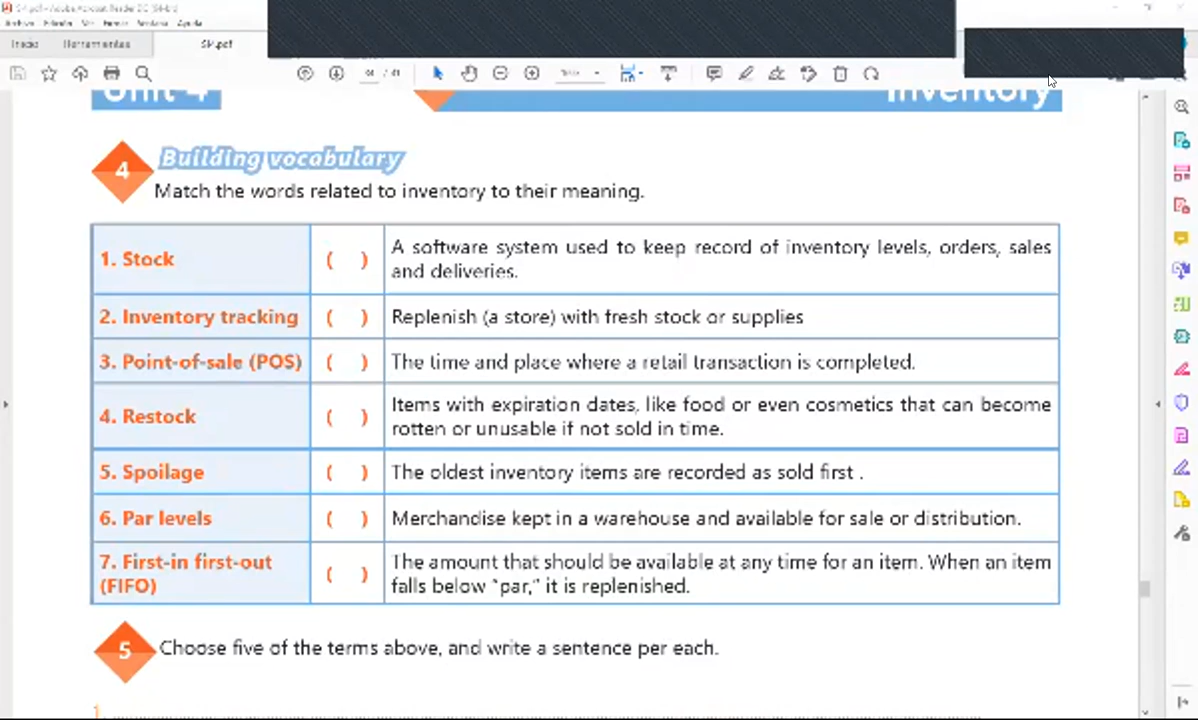 Archivo Edición Ver Ventana Ayuda
Inicio Herramientas
Unit 4 Inventory
4 Building vocabulary
Match the words related to inventory to their meaning.
1. Stock ( ) A software system used to keep record of inventory levels, orders, sales
and deliveries.
2. Inventory tracking ( ) Replenish (a store) with fresh stock or supplies
3. Point-of-sale (POS) ( ) The time and place where a retail transaction is completed.
4. Restock ( ) Items with expiration dates, like food or even cosmetics that can become
rotten or unusable if not sold in time.
5. Spoilage ( ) The oldest inventory items are recorded as sold first .
6. Par levels ( ) Merchandise kept in a warehouse and available for sale or distribution.
7. First-in first-out
(FIFO) ( ) The amount that should be available at any time for an item. When an item
falls below “par,” it is replenished.
5 Choose five of the terms above, and write a sentence per each.